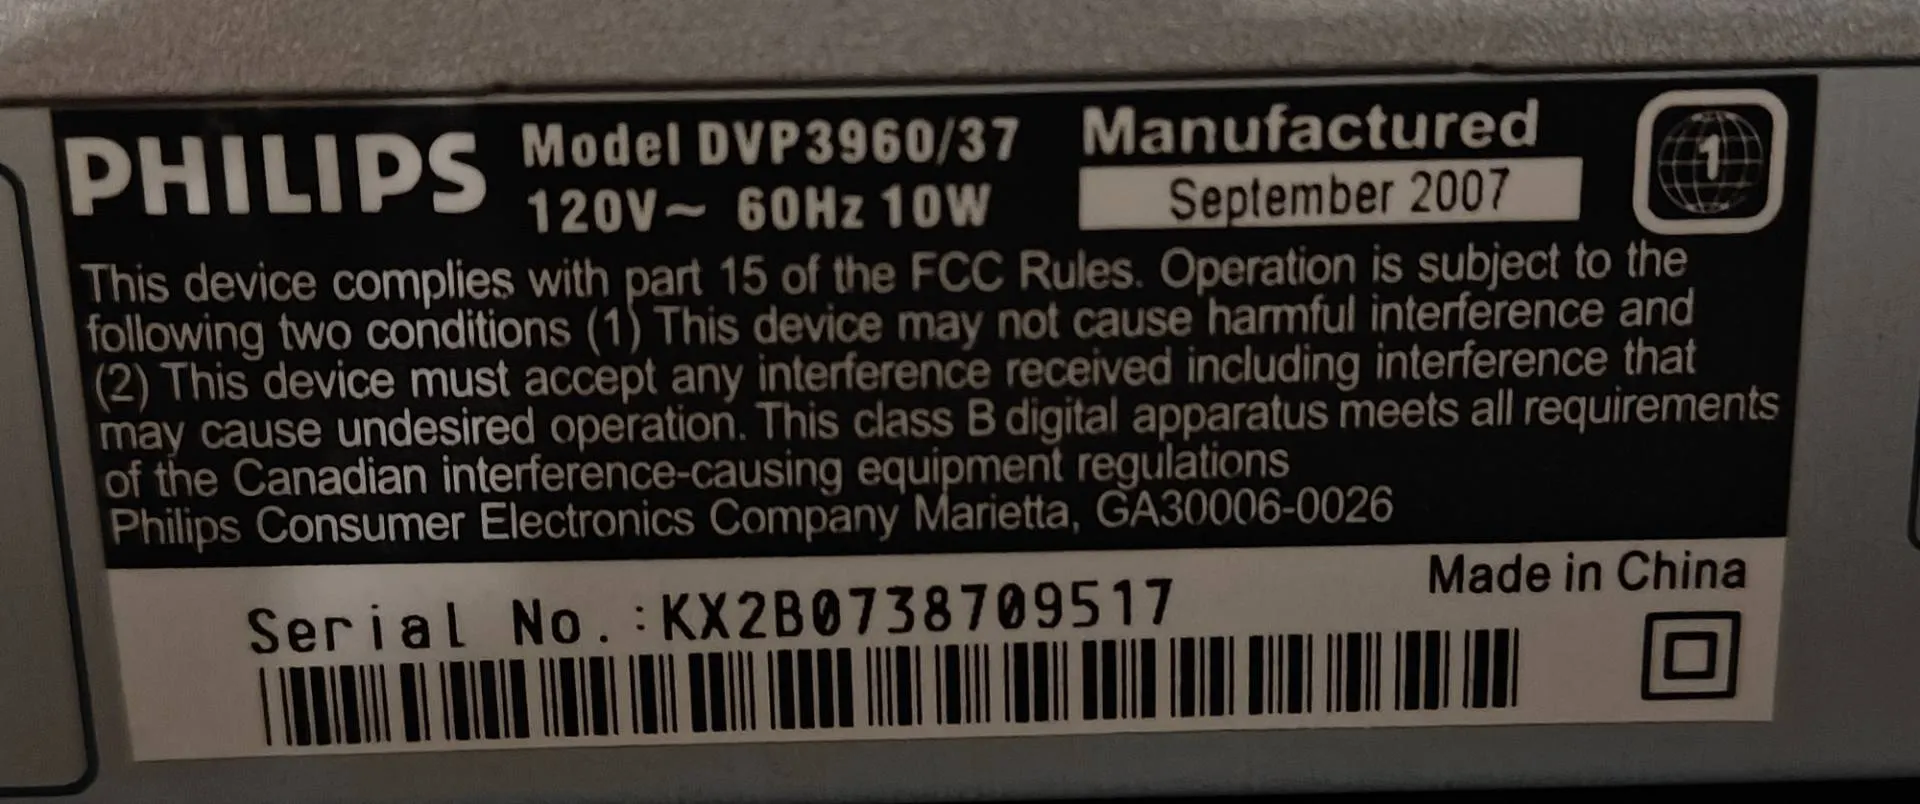 PHILIPS
Model DVP3960/37
120V~ 60Hz 10W
Manufactured
September 2007
1
This device complies with part 15 of the FCC Rules. Operation is subject to the
following two conditions (1) This device may not cause harmful interference and
(2) This device must accept any interference received including interference that
may cause undesired operation. This class B digital apparatus meets all requirements
of the Canadian interference-causing equipment regulations
Philips Consumer Electronics Company Marietta, GA30006-0026
Made in China
Serial No.:KX2B0738709517